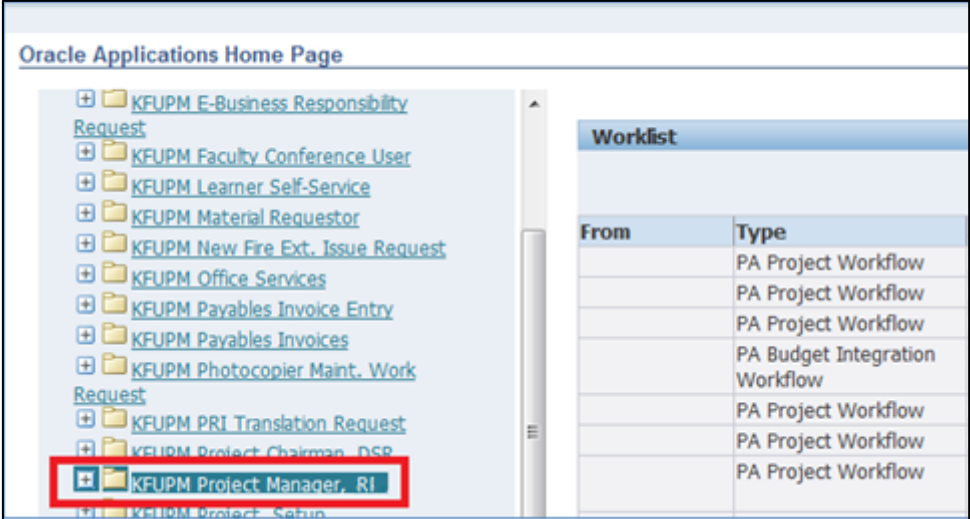 Oracle Applications Home Page
KFUPM E-Business Responsibility
Request
KFUPM Faculty Conference User
KFUPM Learner Self-Service
KFUPM Material Requestor
KFUPM New Fire Ext. Issue Request
KFUPM Office Services
KFUPM Payables Invoice Entry
KFUPM Payables Invoices
KFUPM Photocopier Maint. Work
Request
KFUPM PRI Translation Request
KFUPM Project Chairman, DSR
KFUPM Project Manager, RI
KFUPM Project Setup
Worklist
From Type
PA Project Workflow
PA Project Workflow
PA Project Workflow
PA Budget Integration
Workflow
PA Project Workflow
PA Project Workflow
PA Project Workflow